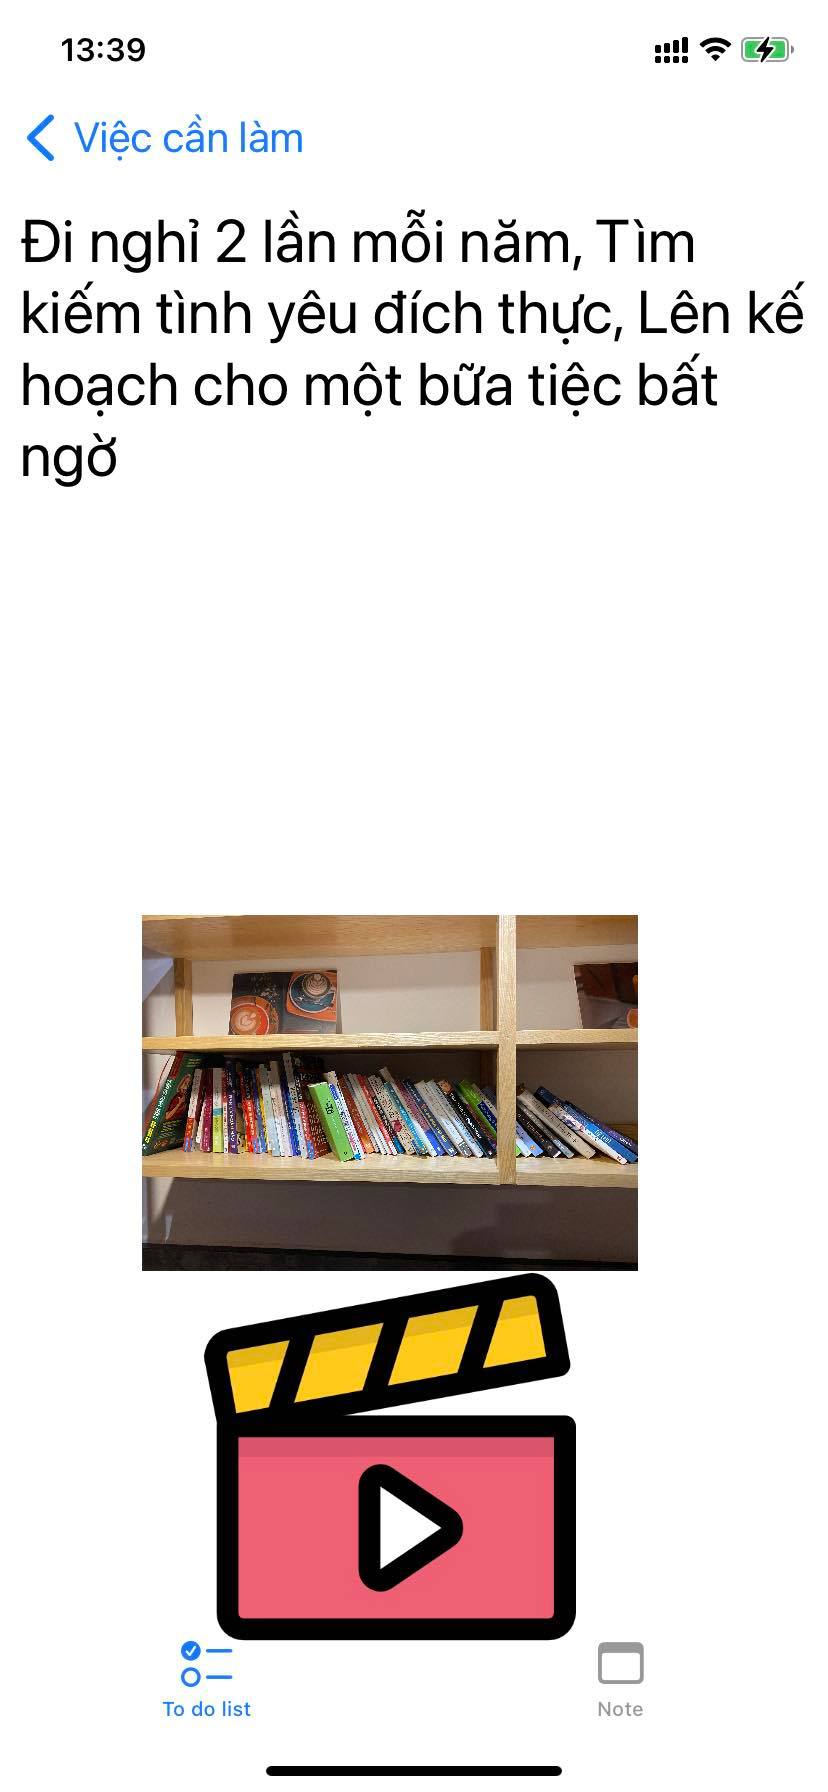 13:39
Việc cần làm
Đi nghỉ 2 lần mỗi năm, Tìm
kiếm tình yêu đích thực, Lên kế
hoạch cho một bữa tiệc bất
ngờ
To do list
Note